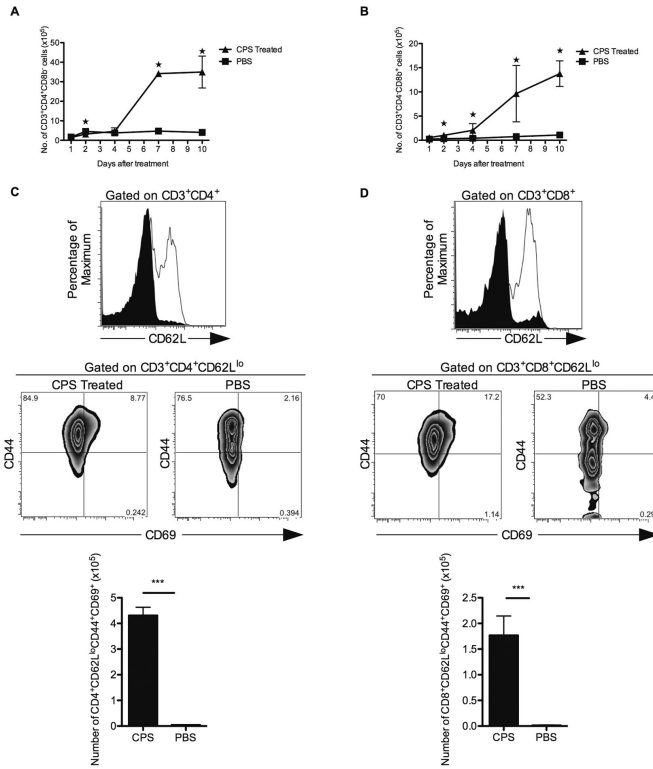 A
No. of CD3+CD4+CD8b- cells (x10⁵)
50
40
30
20
10
0
1 2 3 4 5 6 7 8 9 10
Days after treatment
★ ★ ★
CPS Treated
PBS
B
No. of CD3+CD4-CD8b+ cells (x10⁵)
20
15
10
5
0
1 2 3 4 5 6 7 8 9 10
Days after treatment
★ ★ ★ ★
CPS Treated
PBS
C
Gated on CD3+CD4+
Percentage of
Maximum
CD62L
Gated on CD3+CD4+CD62Llo
CPS Treated
PBS
84.9 8.77
0.242
76.5 2.16
0.394
CD44
CD44
CD69
Number of CD4+CD62LloCD44+CD69+ (x10⁵)
5
4
3
2
1
0
***
CPS PBS
D
Gated on CD3+CD8+
Percentage of
Maximum
CD62L
Gated on CD3+CD8+CD62Llo
CPS Treated
PBS
70 17.2
1.14
52.3 4.4
0.29
CD44
CD44
CD69
Number of CD8+CD62LloCD44+CD69+ (x10⁵)
2.5
2.0
1.5
1.0
0.5
0.0
***
CPS PBS